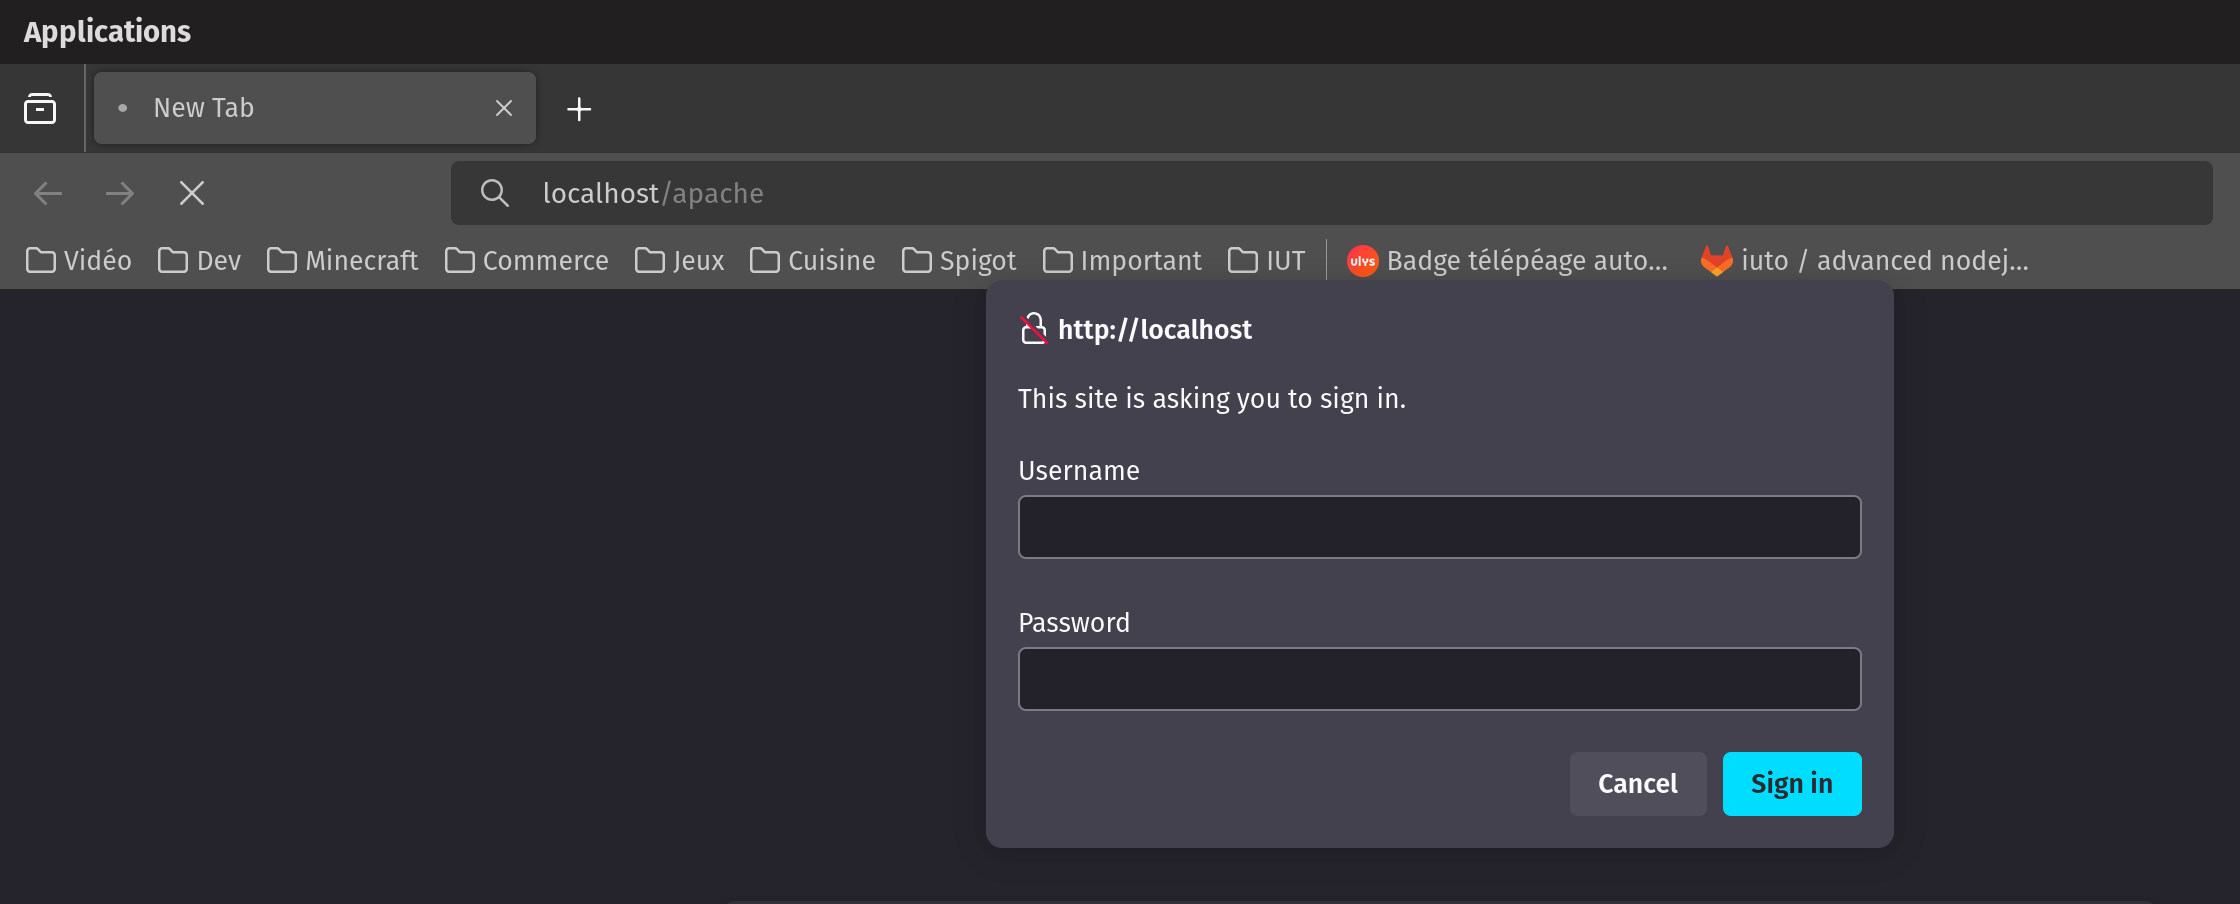 Applications
New Tab
localhost/apache
Vidéo Dev Minecraft Commerce Jeux Cuisine Spigot Important IUT ulys Badge télépéage auto... iuto / advanced nodej...
http://localhost
This site is asking you to sign in.
Username
Password
Cancel Sign in